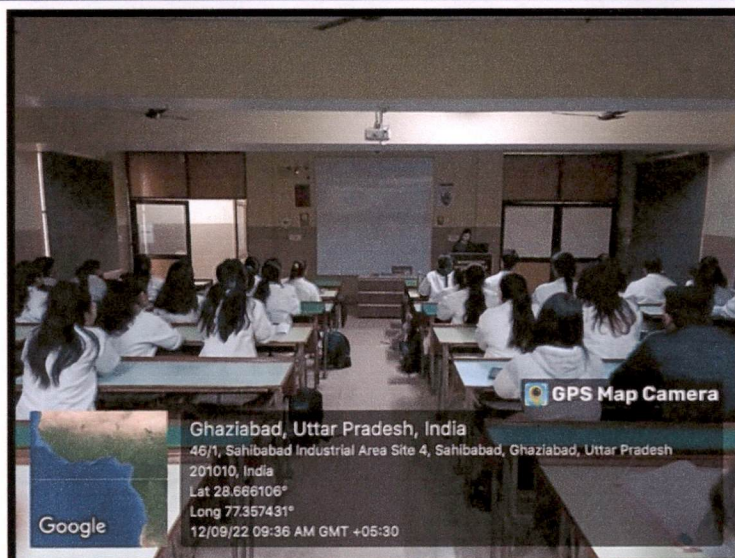 GPS Map Camera
Ghaziabad, Uttar Pradesh, India
46/1, Sahibabad Industrial Area Site 4, Sahibabad, Ghaziabad, Uttar Pradesh
201010, India
Lat 28.666106°
Long 77.357431°
12/09/22 09:36 AM GMT +05:30
Google